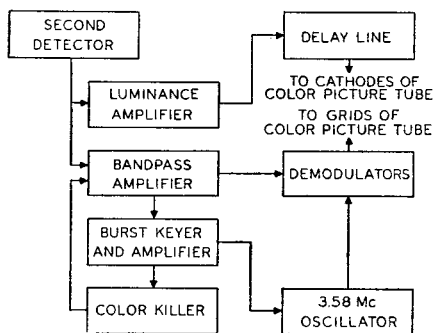 SECOND
DETECTOR
DELAY LINE
TO CATHODES OF
COLOR PICTURE TUBE
TO GRIDS OF
COLOR PICTURE TUBE
LUMINANCE
AMPLIFIER
BANDPASS
AMPLIFIER
DEMODULATORS
BURST KEYER
AND AMPLIFIER
COLOR KILLER
3.58 Mc
OSCILLATOR